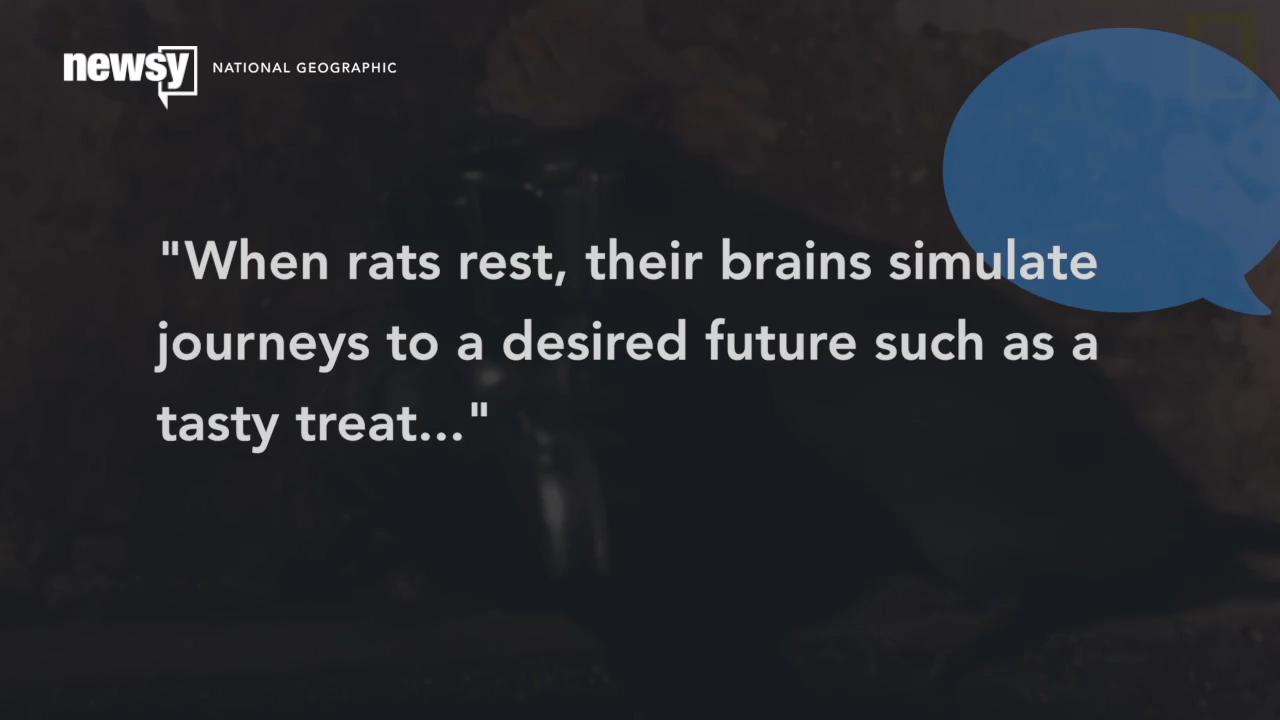 newsy NATIONAL GEOGRAPHIC
"When rats rest, their brains simulate
journeys to a desired future such as a
tasty treat..."